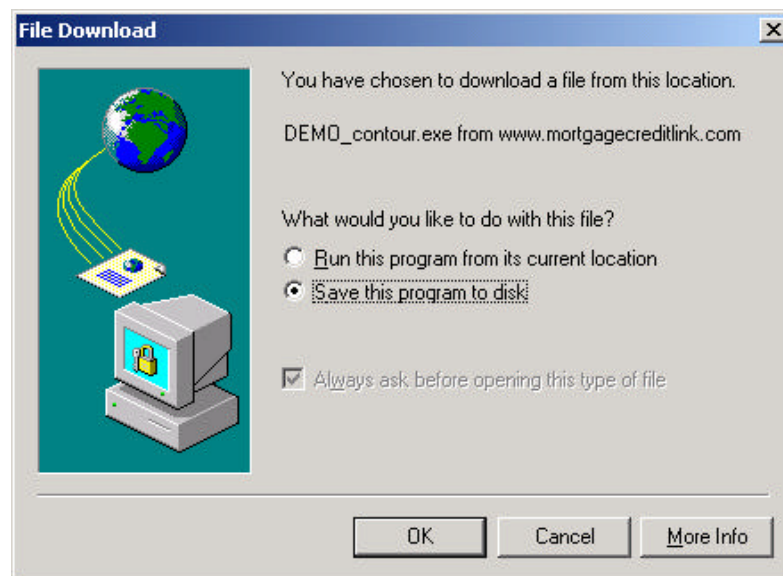 File Download
You have chosen to download a file from this location.
DEMO_contour.exe from www.mortgagecreditlink.com
What would you like to do with this file?
Run this program from its current location
Save this program to disk
Always ask before opening this type of file
OK
Cancel
More Info